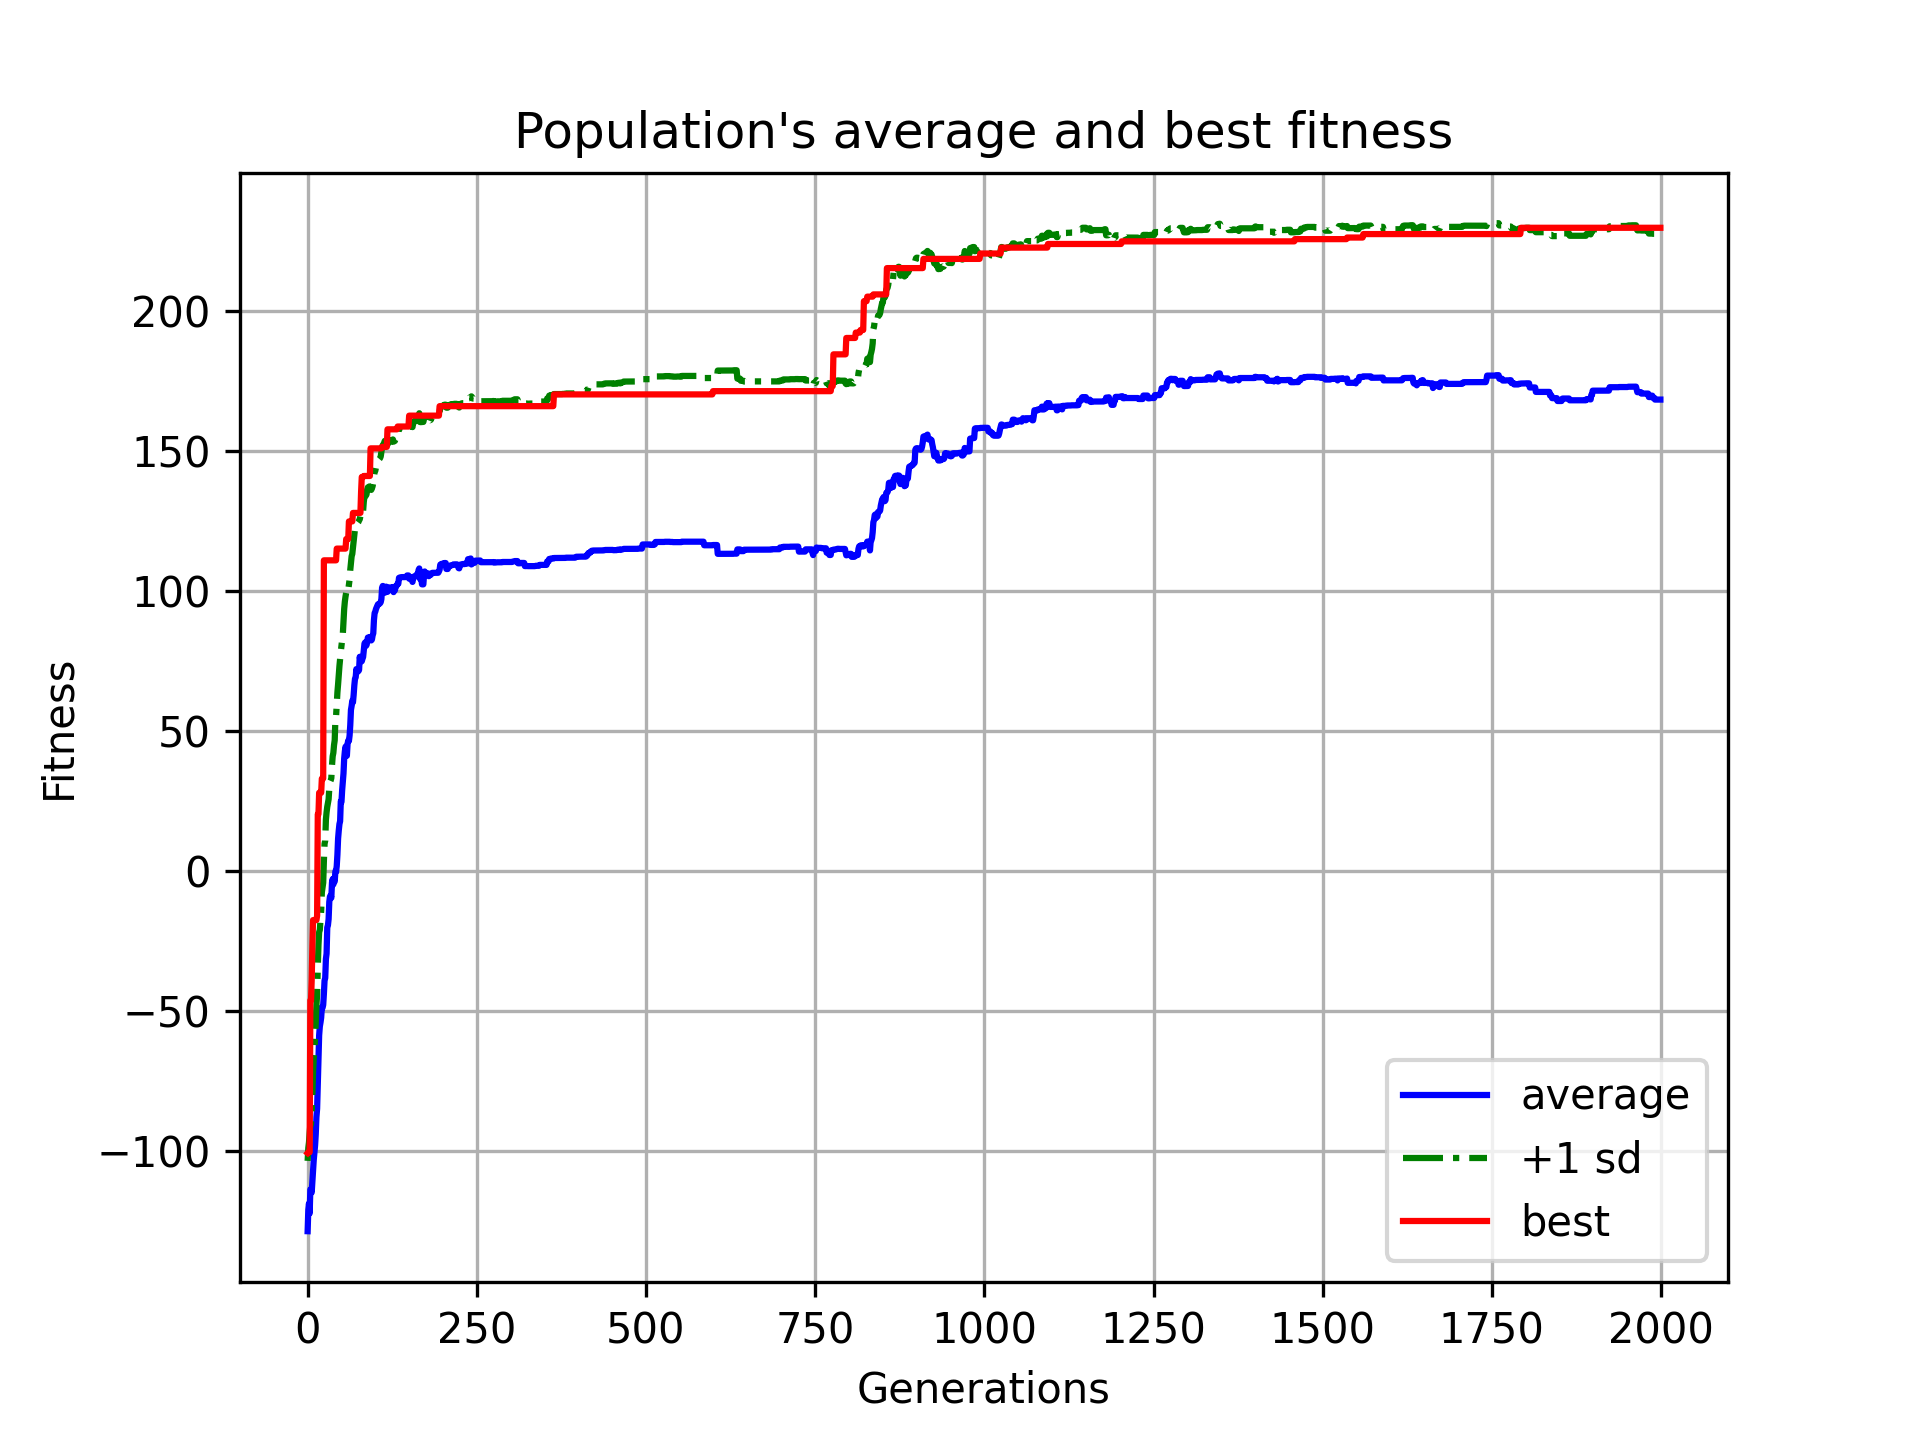 Population's average and best fitness
Fitness
200
150
100
50
0
−50
−100
0 250 500 750 1000 1250 1500 1750 2000
Generations
average
+1 sd
best